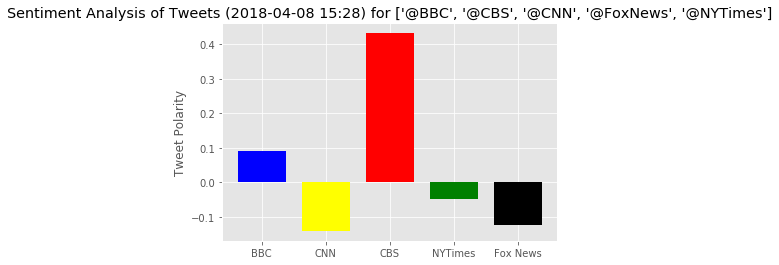 Sentiment Analysis of Tweets (2018-04-08 15:28) for ['@BBC', '@CBS', '@CNN', '@FoxNews', '@NYTimes']
0.4
0.3
0.2
0.1
0.0
−0.1
Tweet Polarity
BBC CNN CBS NYTimes Fox News